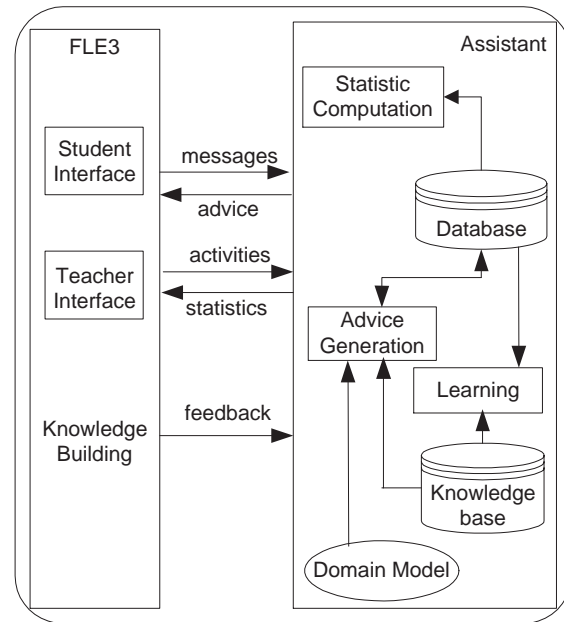 FLE3
Assistant
Statistic
Computation
Student
Interface
messages
advice
Database
activities
Teacher
Interface
statistics
Advice
Generation
Learning
feedback
Knowledge
Building
Knowledge
base
Domain Model